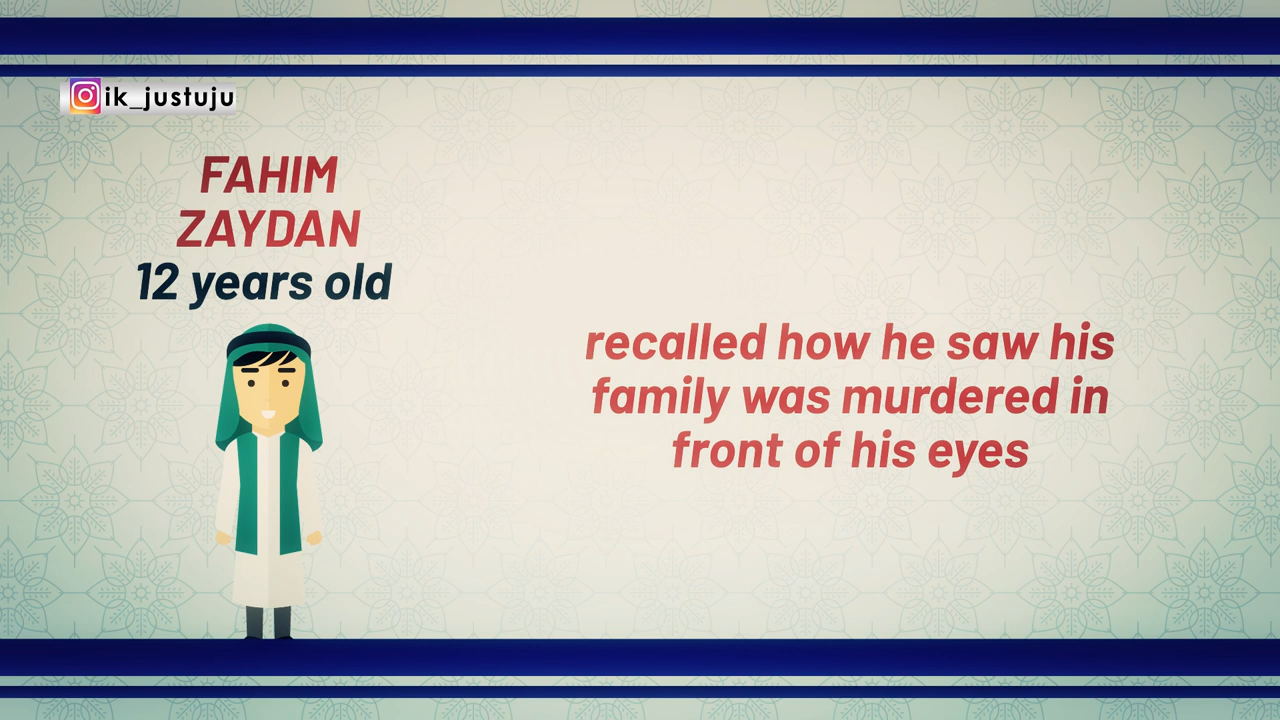 ik_justuju
FAHIM
ZAYDAN
12 years old
recalled how he saw his
family was murdered in
front of his eyes